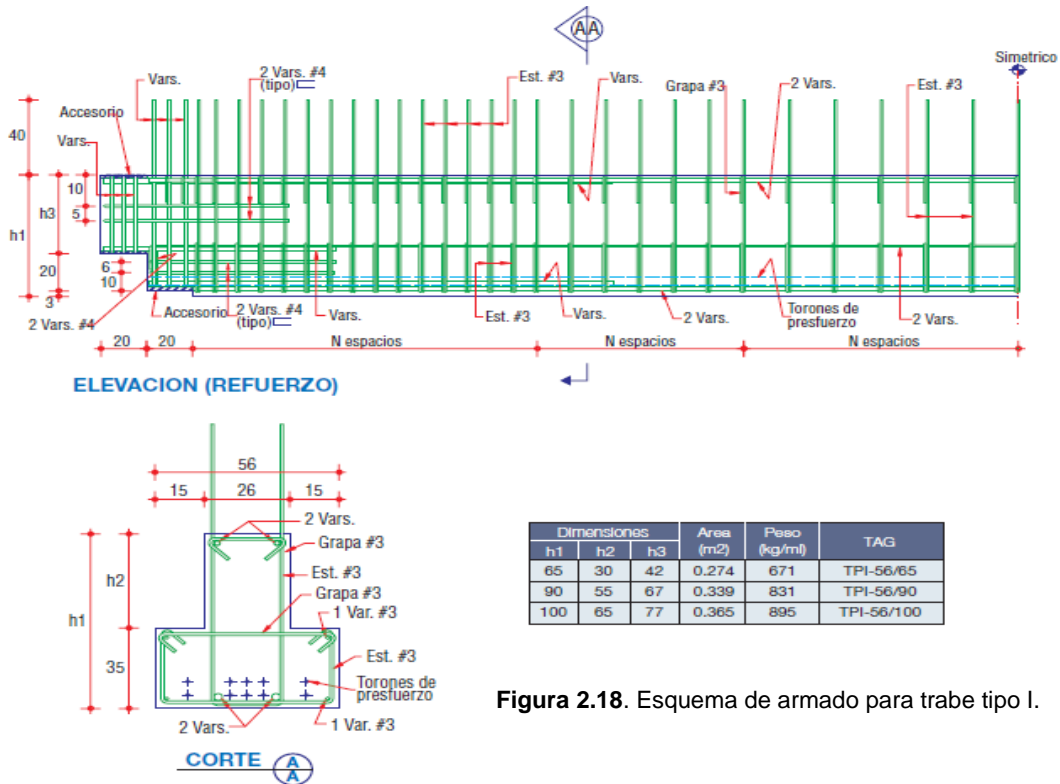 AA
Simetrico
Vars.
2 Vars. #4
(tipo)
Est. #3
Vars.
Grapa #3
2 Vars.
Est. #3
Accesorio
Vars.
40
10
5
h3
h1
20
6
10
3
2 Vars. #4
Accesorio
2 Vars. #4
(tipo)
Vars.
Est. #3
Vars.
2 Vars.
Torones de
presfuerzo
2 Vars.
20
20
N espacios
N espacios
N espacios
ELEVACION (REFUERZO)
56
15
26
15
2 Vars.
Grapa #3
Est. #3
Grapa #3
1 Var. #3
Est. #3
Torones de
presfuerzo
h1
h2
35
2 Vars.
1 Var. #3
CORTE A
A
Dimensiones Area Peso TAG
h1 h2 h3 (m2) (kg/ml)
65 30 42 0.274 671 TPI-56/65
90 55 67 0.339 831 TPI-56/90
100 65 77 0.365 895 TPI-56/100
Figura 2.18. Esquema de armado para trabe tipo I.